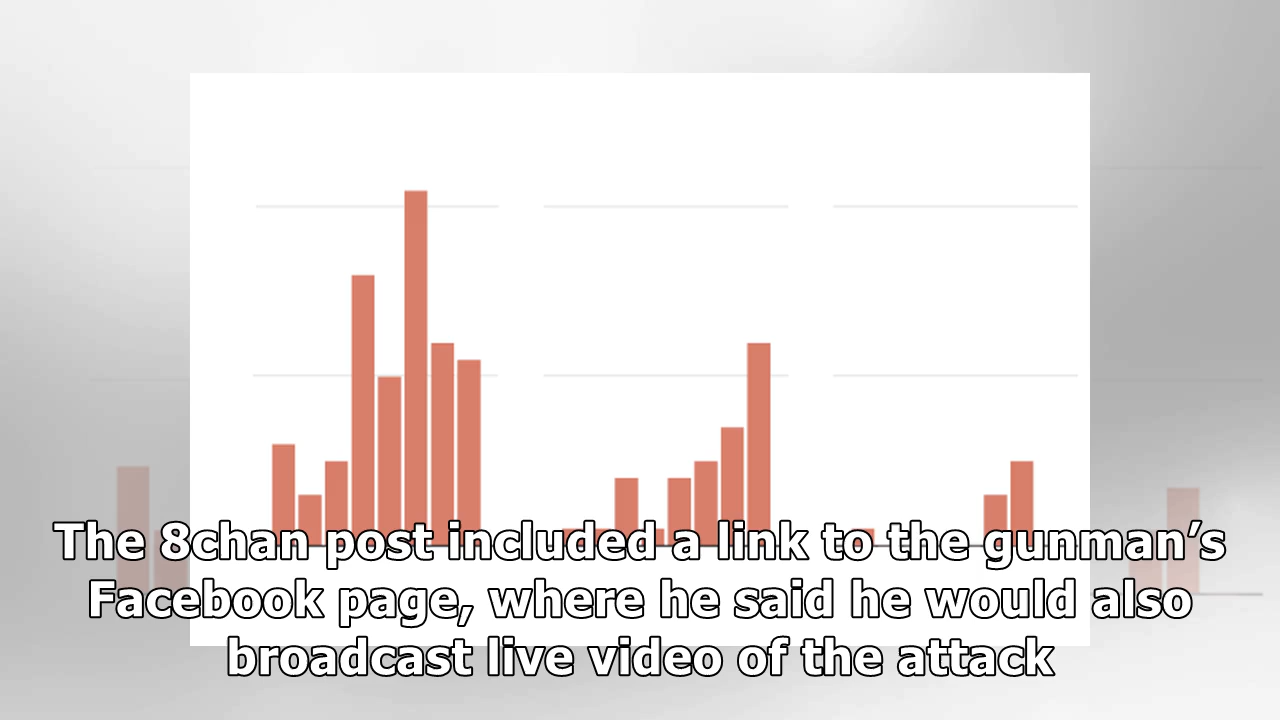 The 8chan post included a link to the gunman’s
Facebook page, where he said he would also
broadcast live video of the attack